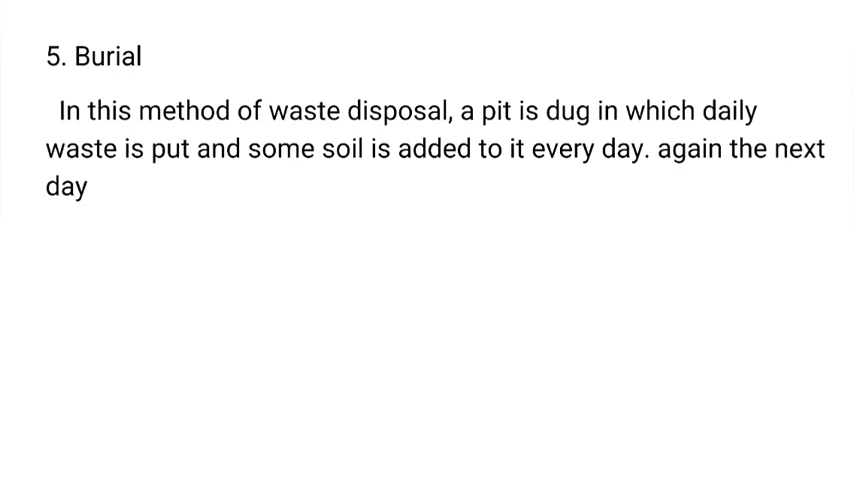 5. Burial
In this method of waste disposal, a pit is dug in which daily
waste is put and some soil is added to it every day. again the next
day